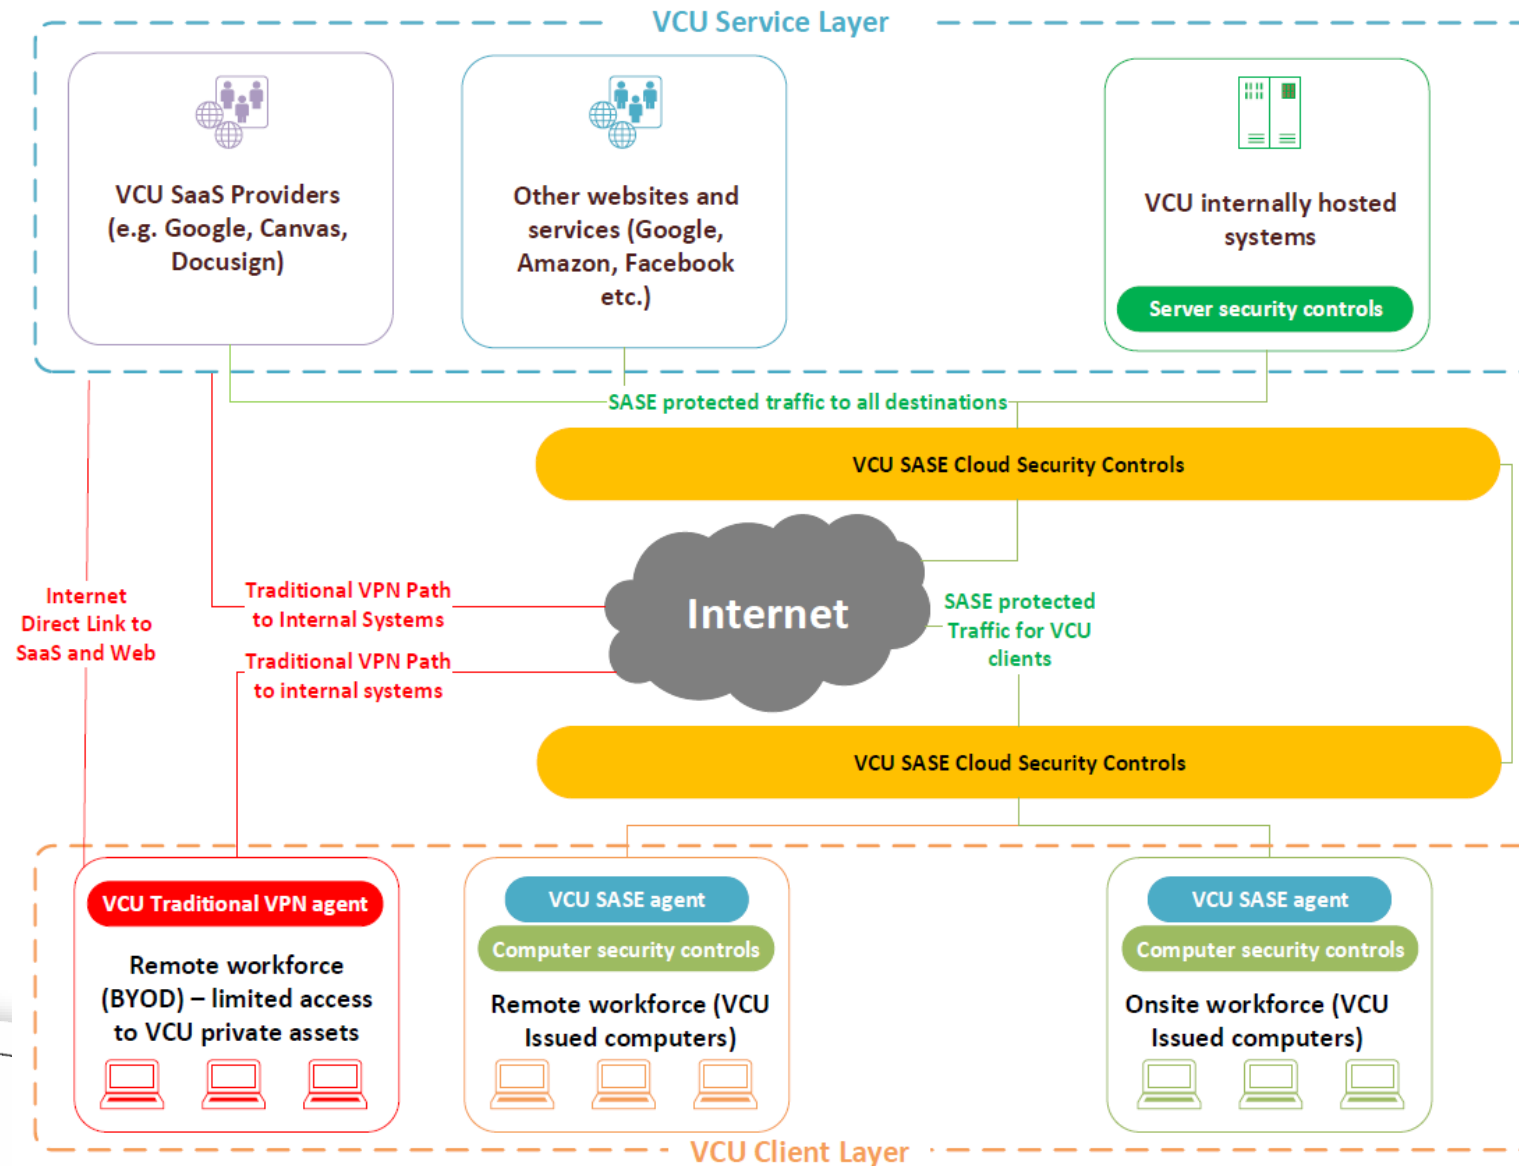 VCU Service Layer
VCU SaaS Providers
(e.g. Google, Canvas,
Docusign)
Other websites and
services (Google,
Amazon, Facebook
etc.)
VCU internally hosted
systems
Server security controls
SASE protected traffic to all destinations
VCU SASE Cloud Security Controls
Internet
Direct Link to
SaaS and Web
Traditional VPN Path
to Internal Systems
Traditional VPN Path
to internal systems
Internet
SASE protected
Traffic for VCU
clients
VCU SASE Cloud Security Controls
VCU Traditional VPN agent
Remote workforce
(BYOD) – limited access
to VCU private assets
VCU SASE agent
Computer security controls
Remote workforce (VCU
Issued computers)
VCU SASE agent
Computer security controls
Onsite workforce (VCU
Issued computers)
VCU Client Layer